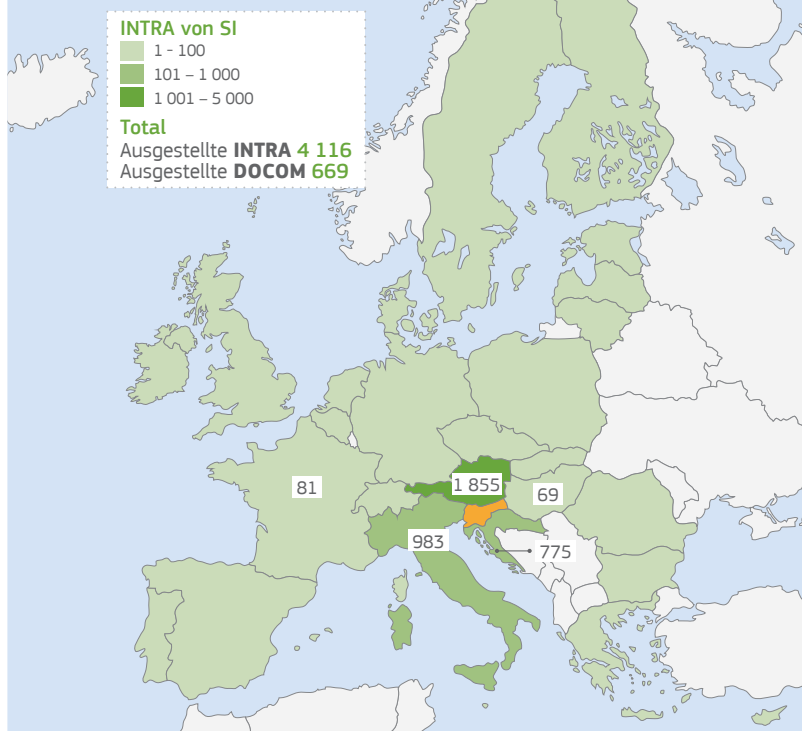 INTRA von SI
1 - 100
101 – 1 000
1 001 – 5 000
Total
Ausgestellte INTRA 4 116
Ausgestellte DOCOM 669
81
1 855
69
983
775